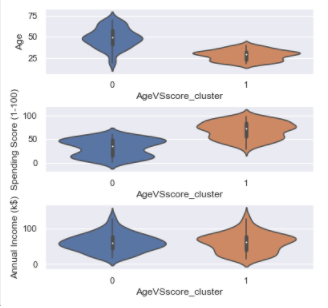 75
50
25
Age
0
1
AgeVSscore_cluster
100
50
0
Spending Score (1-100)
0
1
AgeVSscore_cluster
100
0
Annual Income (k$)
0
1
AgeVSscore_cluster